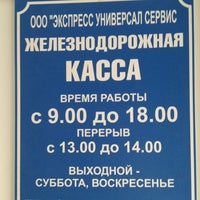 ООО "ЭКСПРЕСС УНИВЕРСАЛ СЕРВИС
ЖЕЛЕЗНОДОРОЖНАЯ
КАССА
ВРЕМЯ РАБОТЫ
с 9.00 до 18.00
ПЕРЕРЫВ
с 13.00 до 14.00
ВЫХОДНОЙ -
СУББОТА, ВОСКРЕСЕНЬЕ